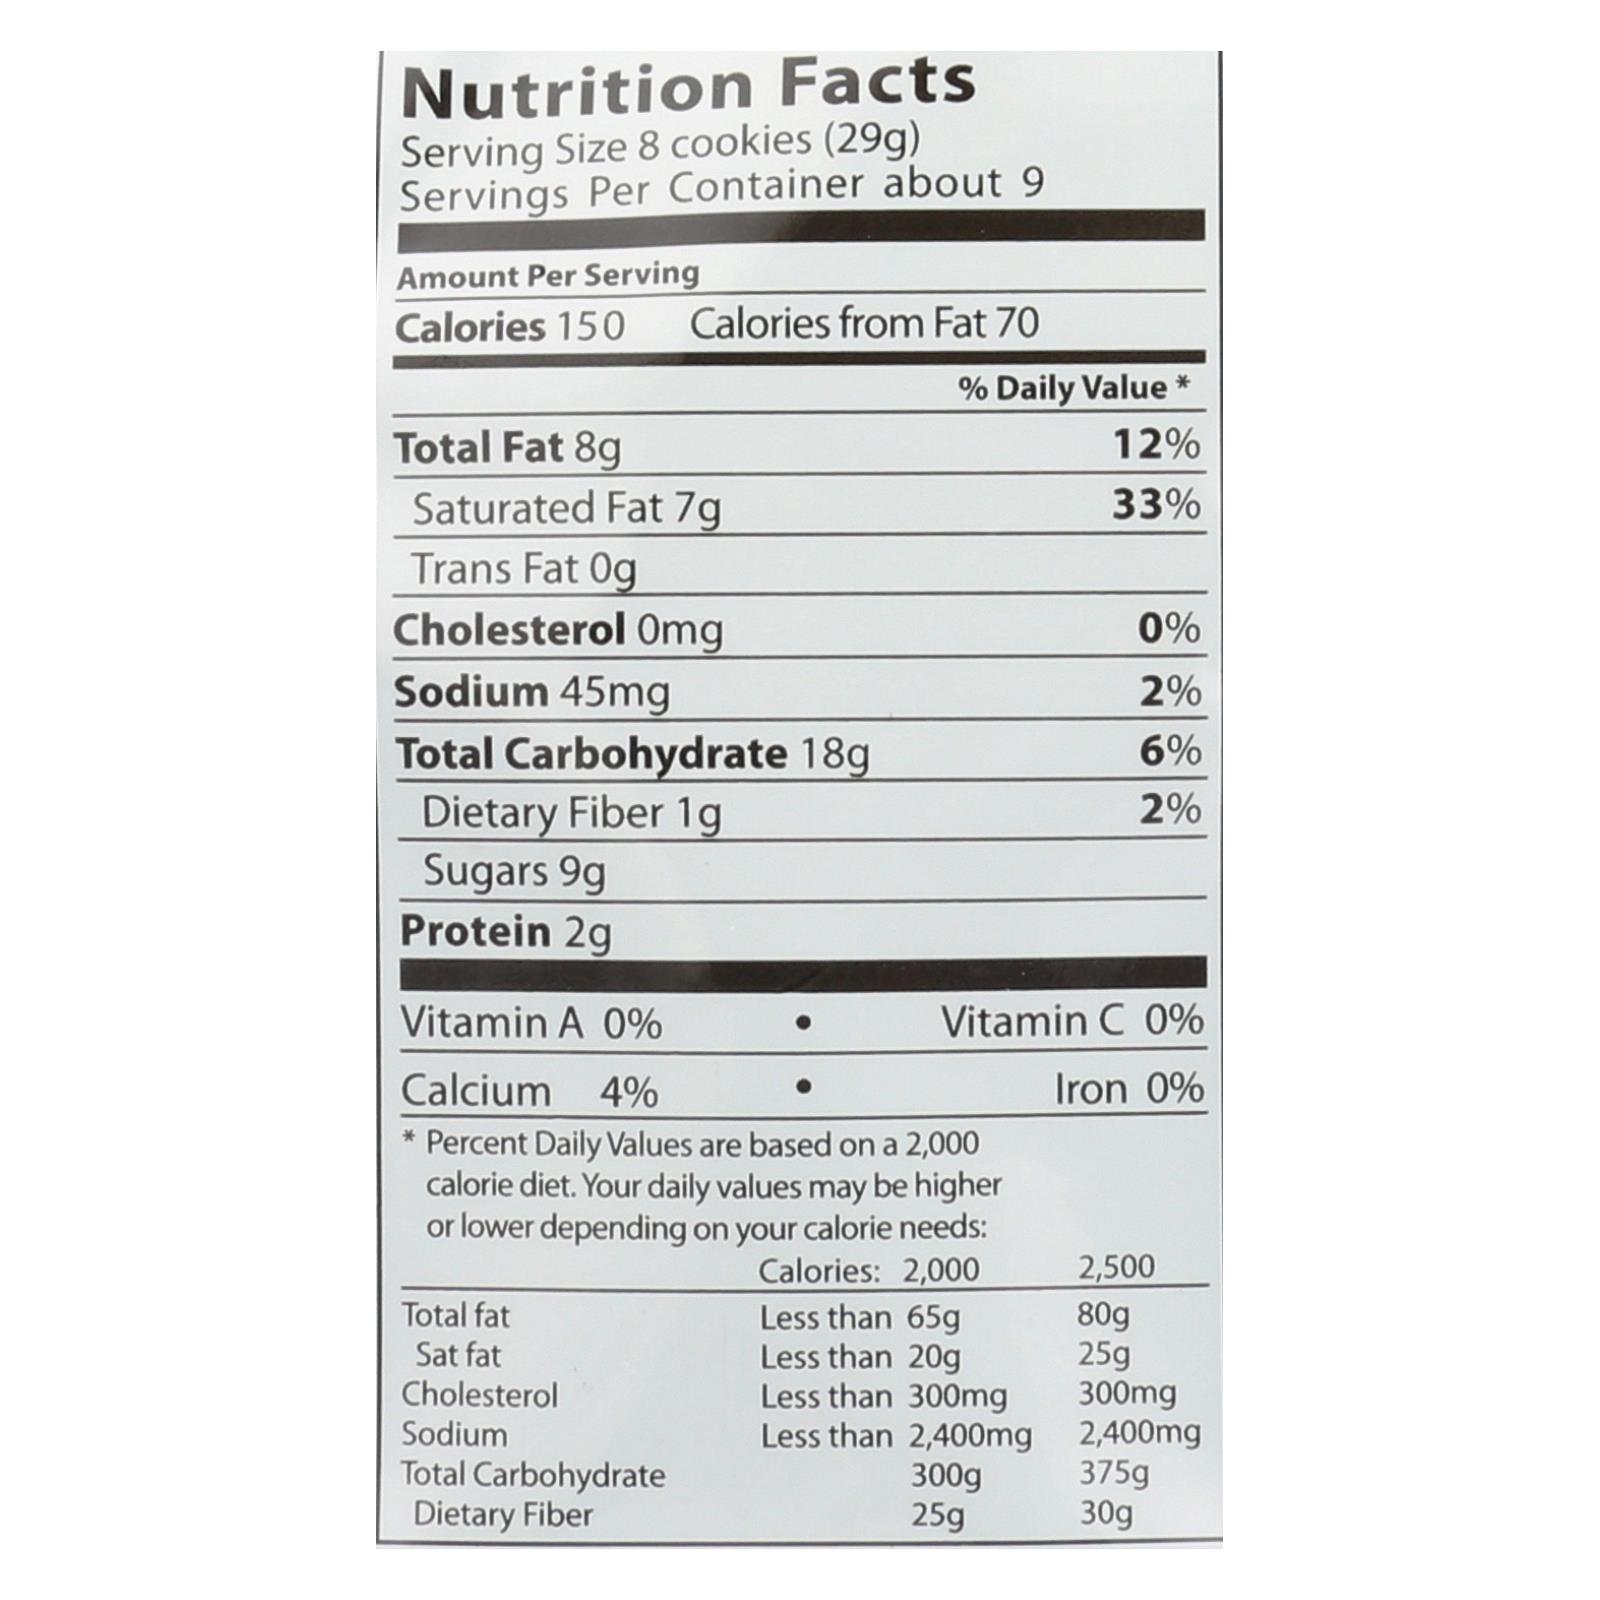 Nutrition Facts
Serving Size 8 cookies (29g)
Servings Per Container about 9
Amount Per Serving
Calories 150 Calories from Fat 70
% Daily Value *
Total Fat 8g 12%
Saturated Fat 7g 33%
Trans Fat 0g
Cholesterol 0mg 0%
Sodium 45mg 2%
Total Carbohydrate 18g 6%
Dietary Fiber 1g 2%
Sugars 9g
Protein 2g
Vitamin A 0% • Vitamin C 0%
Calcium 4% • Iron 0%
* Percent Daily Values are based on a 2,000
calorie diet. Your daily values may be higher
or lower depending on your calorie needs:
Calories: 2,000 2,500
Total fat Less than 65g 80g
Sat fat Less than 20g 25g
Cholesterol Less than 300mg 300mg
Sodium Less than 2,400mg 2,400mg
Total Carbohydrate 300g 375g
Dietary Fiber 25g 30g